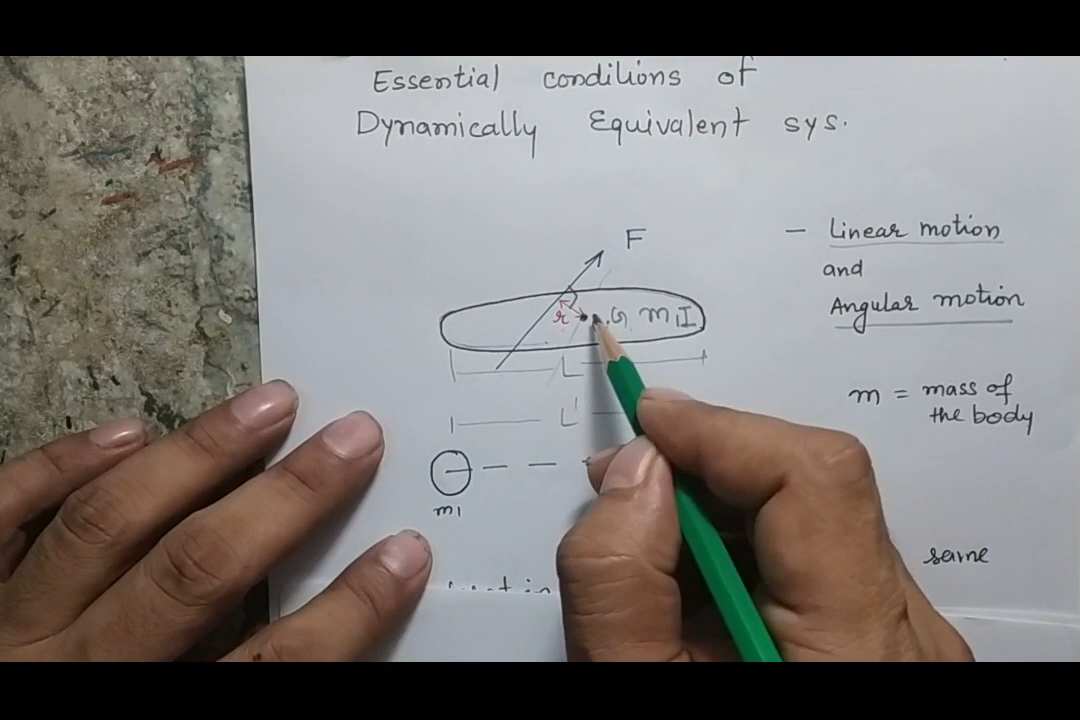 Essential conditions of
Dynamically Equivalent sys.
F
r
G m, I
L
L'
m1
- Linear motion
and
Angular motion
m = mass of
the body
same